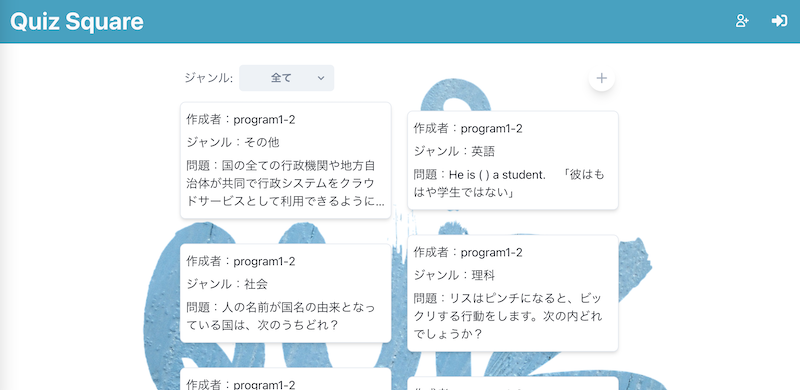 Quiz Square
ジャンル: 全て
作成者：program1-2
ジャンル：その他
問題：国の全ての行政機関や地方自
治体が共同で行政システムをクラウ
ドサービスとして利用できるように...
作成者：program1-2
ジャンル：英語
問題：He is ( ) a student.　「彼はも
はや学生ではない」
作成者：program1-2
ジャンル：社会
問題：人の名前が国名の由来となっ
ている国は、次のうちどれ？
作成者：program1-2
ジャンル：理科
問題：リスはピンチになると、ビッ
クリする行動をします。次の内どれ
でしょうか？
作成者：program1-2